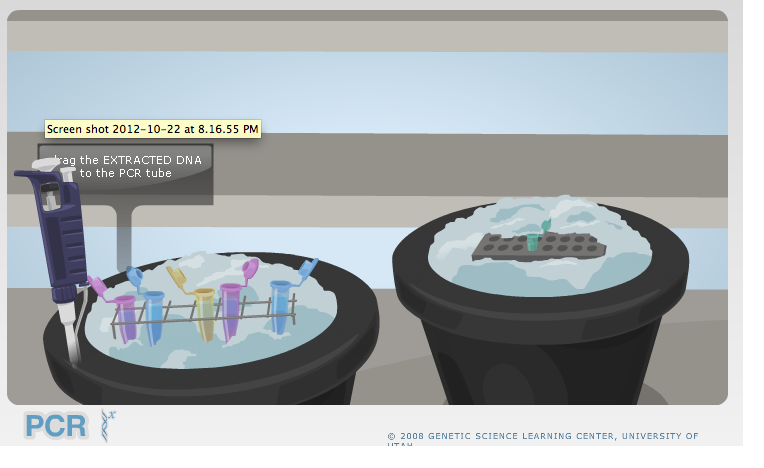 Screen shot 2012-10-22 at 8.16.55 PM
the EXTRACTED DNA
to the PCR tube
PCR
x
© 2008 GENETIC SCIENCE LEARNING CENTER, UNIVERSITY OF
UTAH